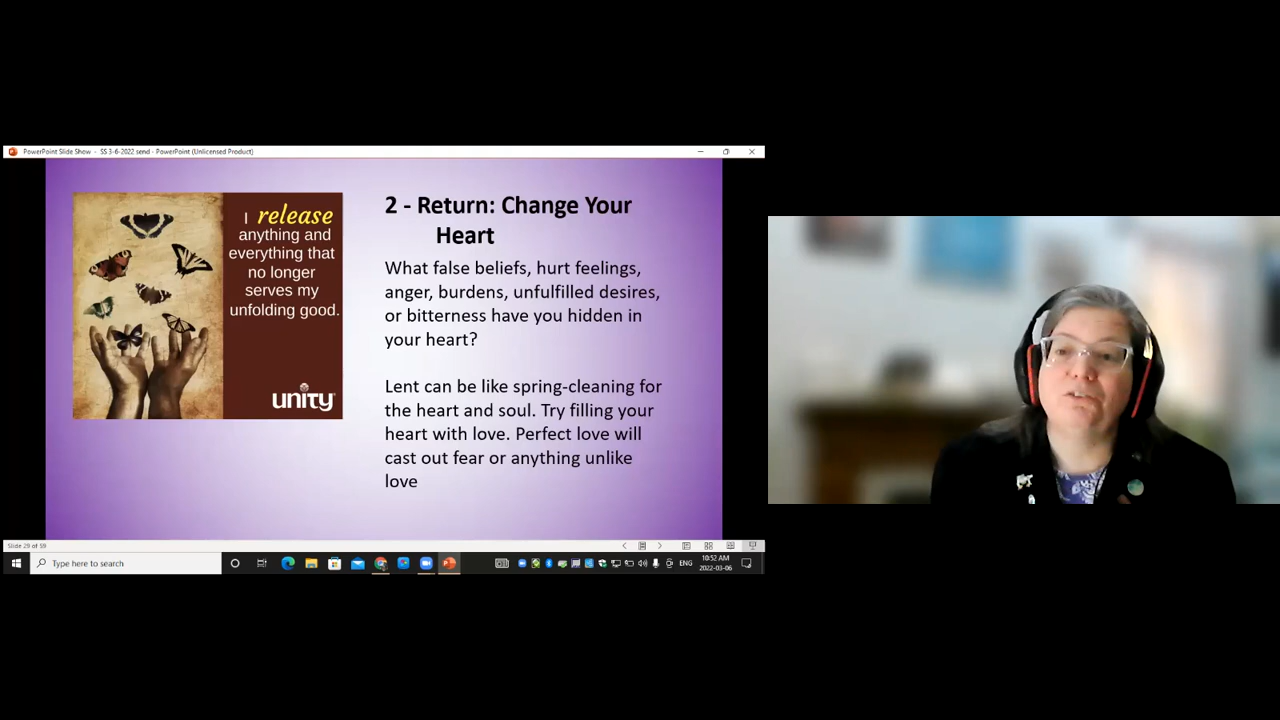 PowerPoint Slide Show - SS 3-6-2022 send - PowerPoint (Unlicensed Product)
I release
anything and
everything that
no longer
serves my
unfolding good.
unity
2 - Return: Change Your
Heart
What false beliefs, hurt feelings,
anger, burdens, unfulfilled desires,
or bitterness have you hidden in
your heart?
Lent can be like spring-cleaning for
the heart and soul. Try filling your
heart with love. Perfect love will
cast out fear or anything unlike
love
Slide 29 of 59
Type here to search
ENG
10:52 AM
2022-03-06